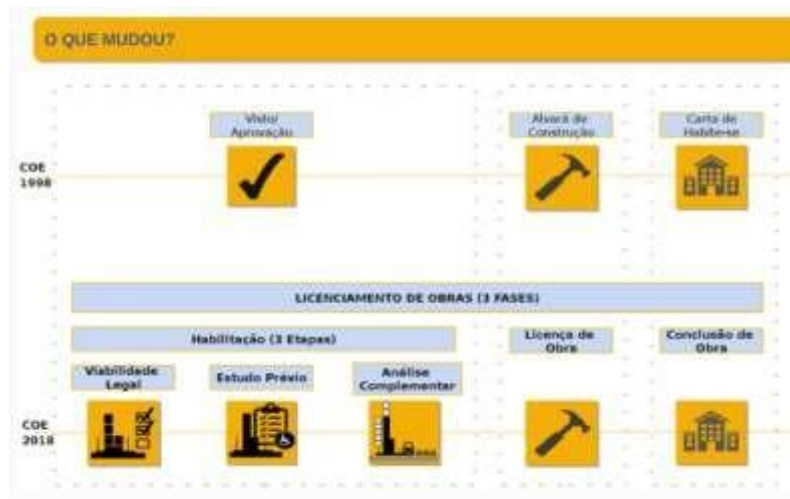 O QUE MUDOU?
Visto/
Aprovação
Alvará de
Construção
Carta de
Habite-se
COE
1998
LICENCIAMENTO DE OBRAS (3 FASES)
Habilitação (3 Etapas)
Licença de
Obra
Conclusão de
Obra
Viabilidade
Legal
Estudo Prévio
Análise
Complementar
COE
2018